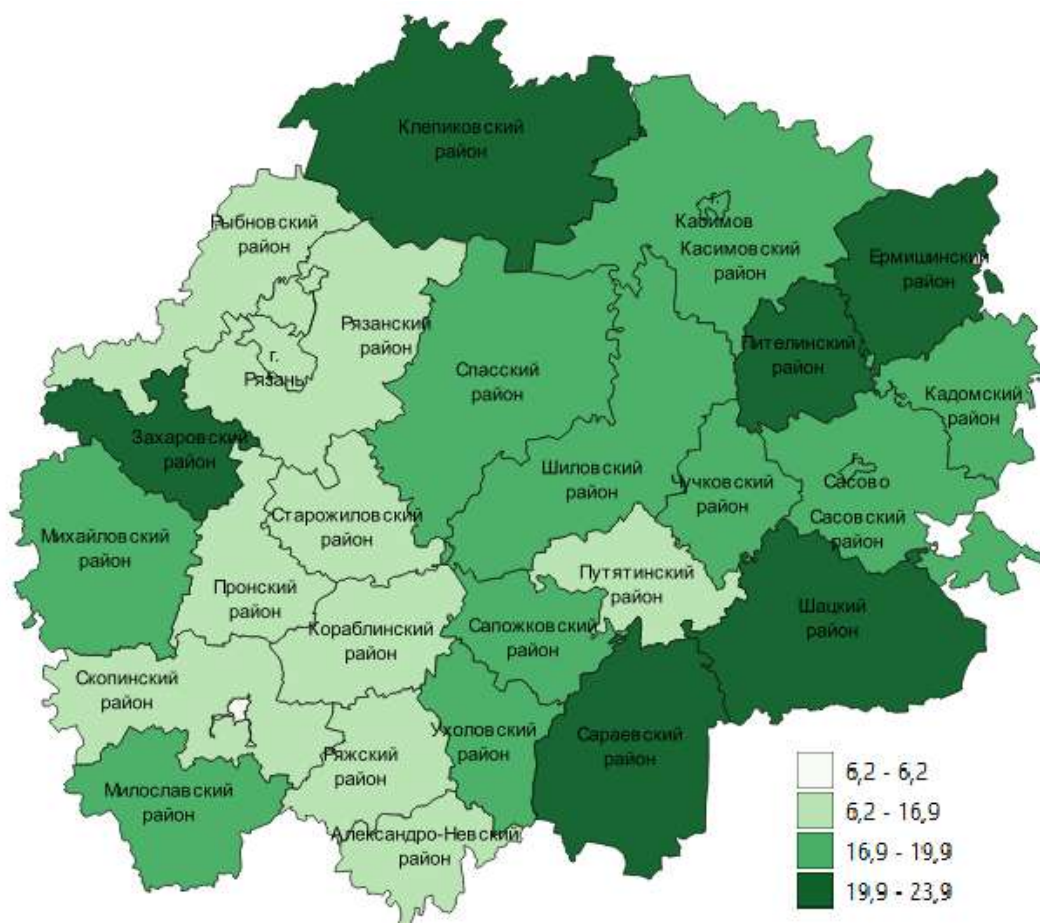 Клепиковский
район
Рыбновский
район
г.
Касимов
Касимовский
район
Ермишинский
район
Рязанский
район
г.
Рязань
Спасский
район
Пителинский
район
Кадомский
район
Захаровский
район
Шиловский
район
Чучковский
район
Сасово
Сасовский
район
Михайловский
район
Старожиловский
район
Пронский
район
Путятинский
район
Шацкий
район
Кораблинский
Сапожковский
район
Скопинский
район
Ряжский
район
Ухоловский
район
Сараевский
район
Милославский
район
Александро-Невский
район
6,2 - 6,2
6,2 - 16,9
16,9 - 19,9
19,9 - 23,9